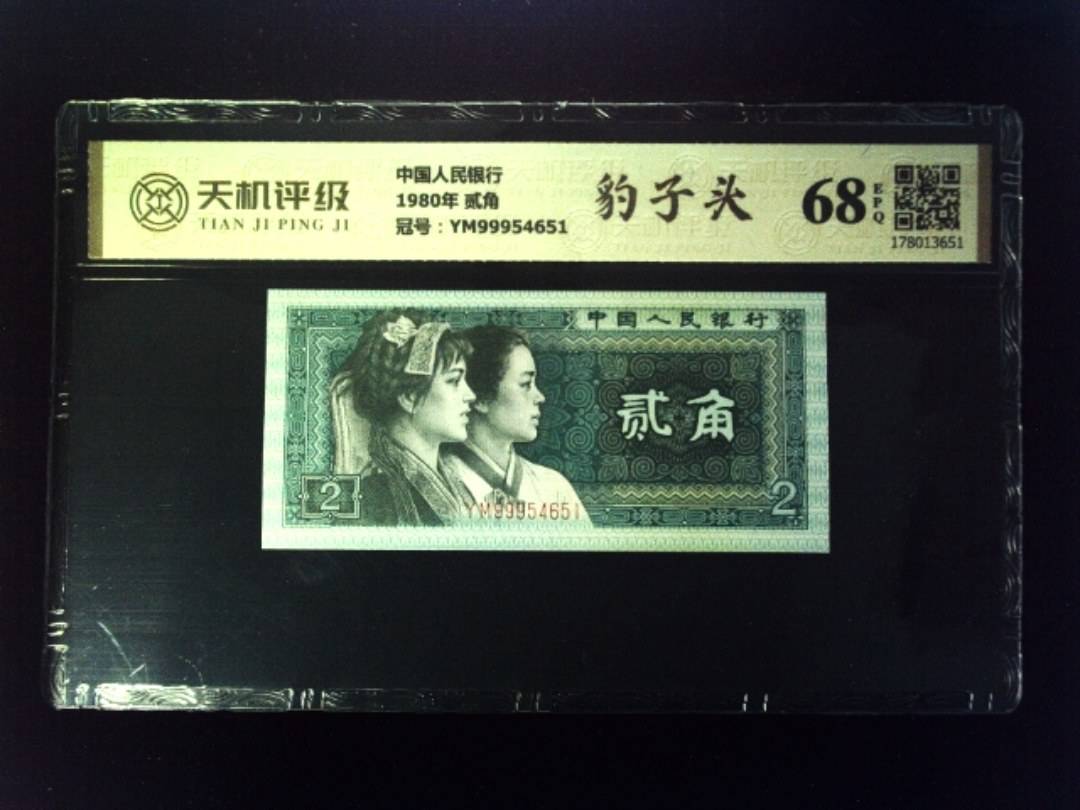 天机评级
TIAN JI PING JI
中国人民银行
1980年 贰角
冠号：YM99954651
豹子头
68
EPQ
178013651
中国人民银行
贰角
2
YM99954651
2